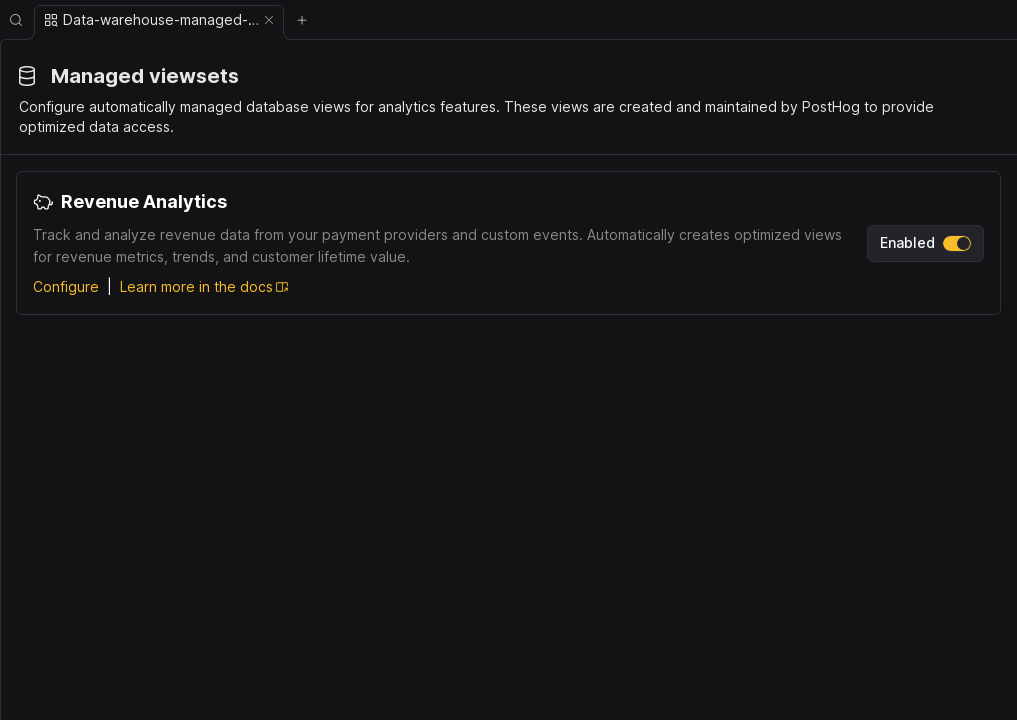 Data-warehouse-managed-...
Managed viewsets
Configure automatically managed database views for analytics features. These views are created and maintained by PostHog to provide
optimized data access.
Revenue Analytics
Track and analyze revenue data from your payment providers and custom events. Automatically creates optimized views
for revenue metrics, trends, and customer lifetime value.
Enabled
Configure | Learn more in the docs